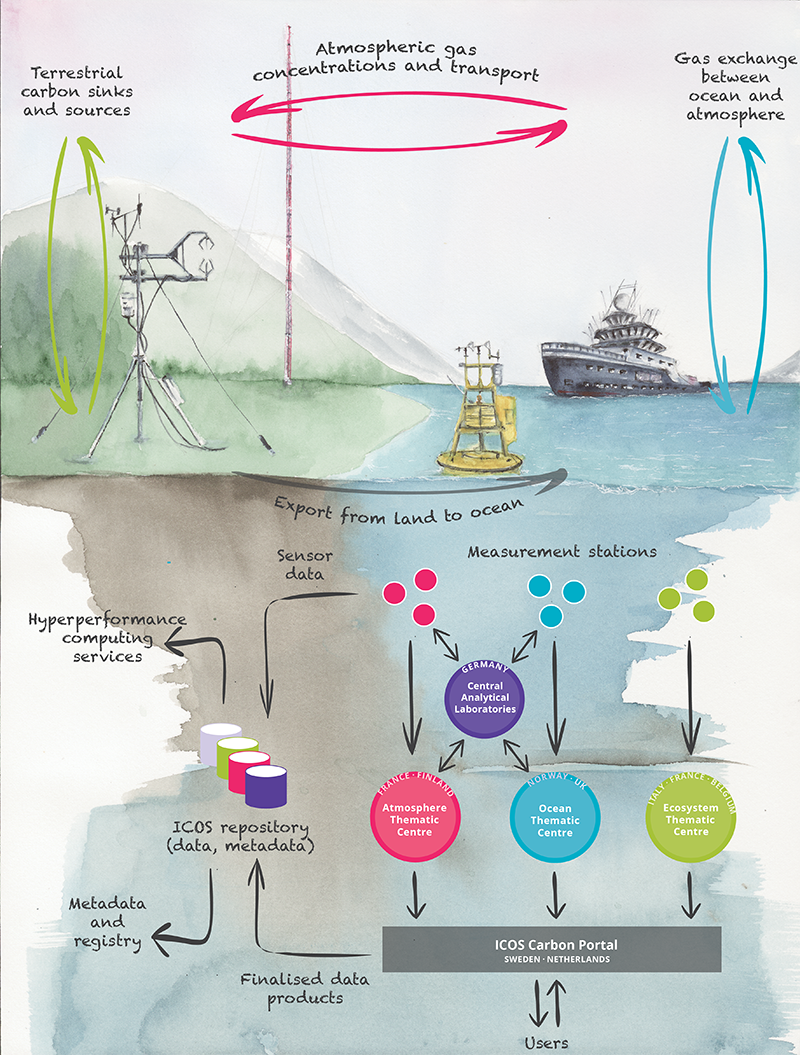 Atmospheric gas
concentrations and transport
Terrestrial
carbon sinks
and sources
Gas exchange
between
ocean and
atmosphere
Export from land to ocean
Sensor
data
Measurement stations
Hyperperformance
computing
services
GERMANY
Central
Analytical
Laboratories
FRANCE · FINLAND
Atmosphere
Thematic
Centre
NORWAY · UK
Ocean
Thematic
Centre
ITALY · FRANCE · BELGIUM
Ecosystem
Thematic
Centre
ICOS repository
(data, metadata)
Metadata
and
registry
ICOS Carbon Portal
SWEDEN · NETHERLANDS
Finalised data
products
Users